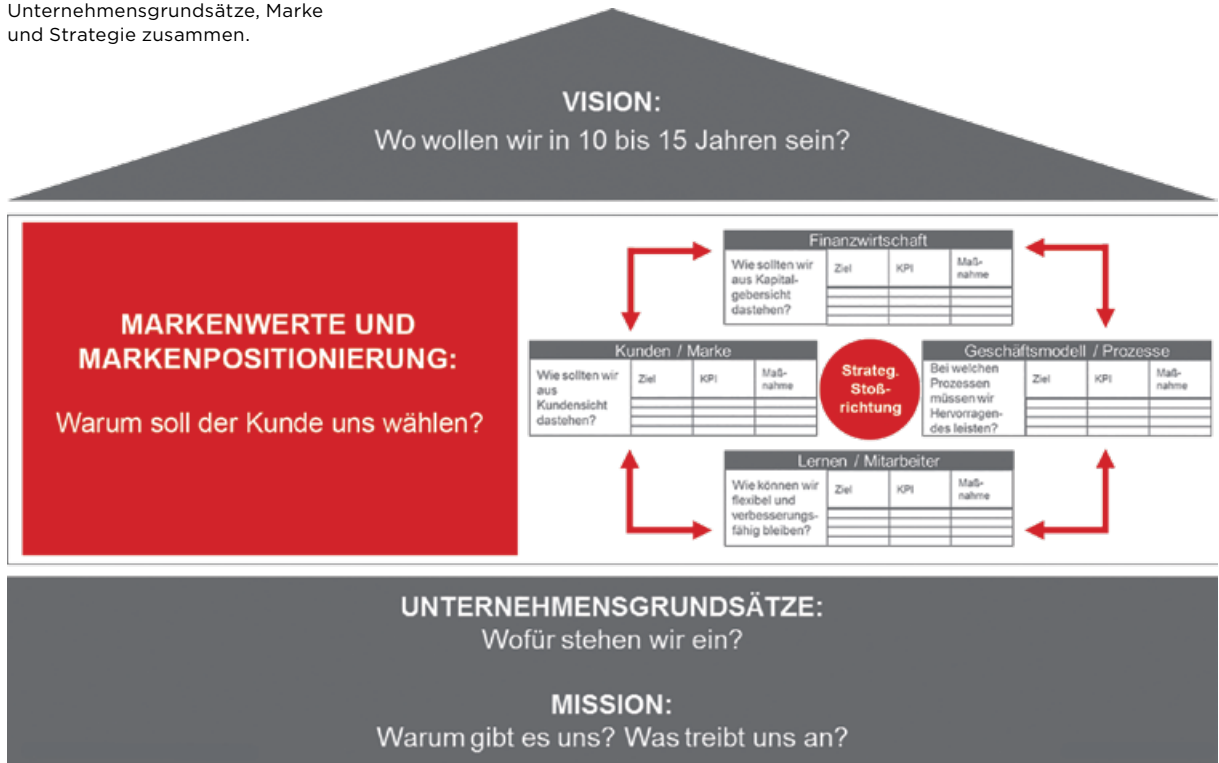 Unternehmensgrundsätze, Marke
und Strategie zusammen.
VISION:
Wo wollen wir in 10 bis 15 Jahren sein?
MARKENWERTE UND
MARKENPOSITIONIERUNG:
Warum soll der Kunde uns wählen?
Finanzwirtschaft
Wie sollten wir
aus Kapital-
gebersicht
dastehen?
Ziel
KPI
Maß-
nahme
Kunden / Marke
Wie sollten wir
aus
Kundensicht
dastehen?
Ziel
KPI
Maß-
nahme
Strateg.
Stoß-
richtung
Geschäftsmodell / Prozesse
Bei welchen
Prozessen
müssen wir
Hervorragen-
des leisten?
Ziel
KPI
Maß-
nahme
Lernen / Mitarbeiter
Wie können wir
flexibel und
verbesserungs-
fähig bleiben?
Ziel
KPI
Maß-
nahme
UNTERNEHMENSGRUNDSÄTZE:
Wofür stehen wir ein?
MISSION:
Warum gibt es uns? Was treibt uns an?